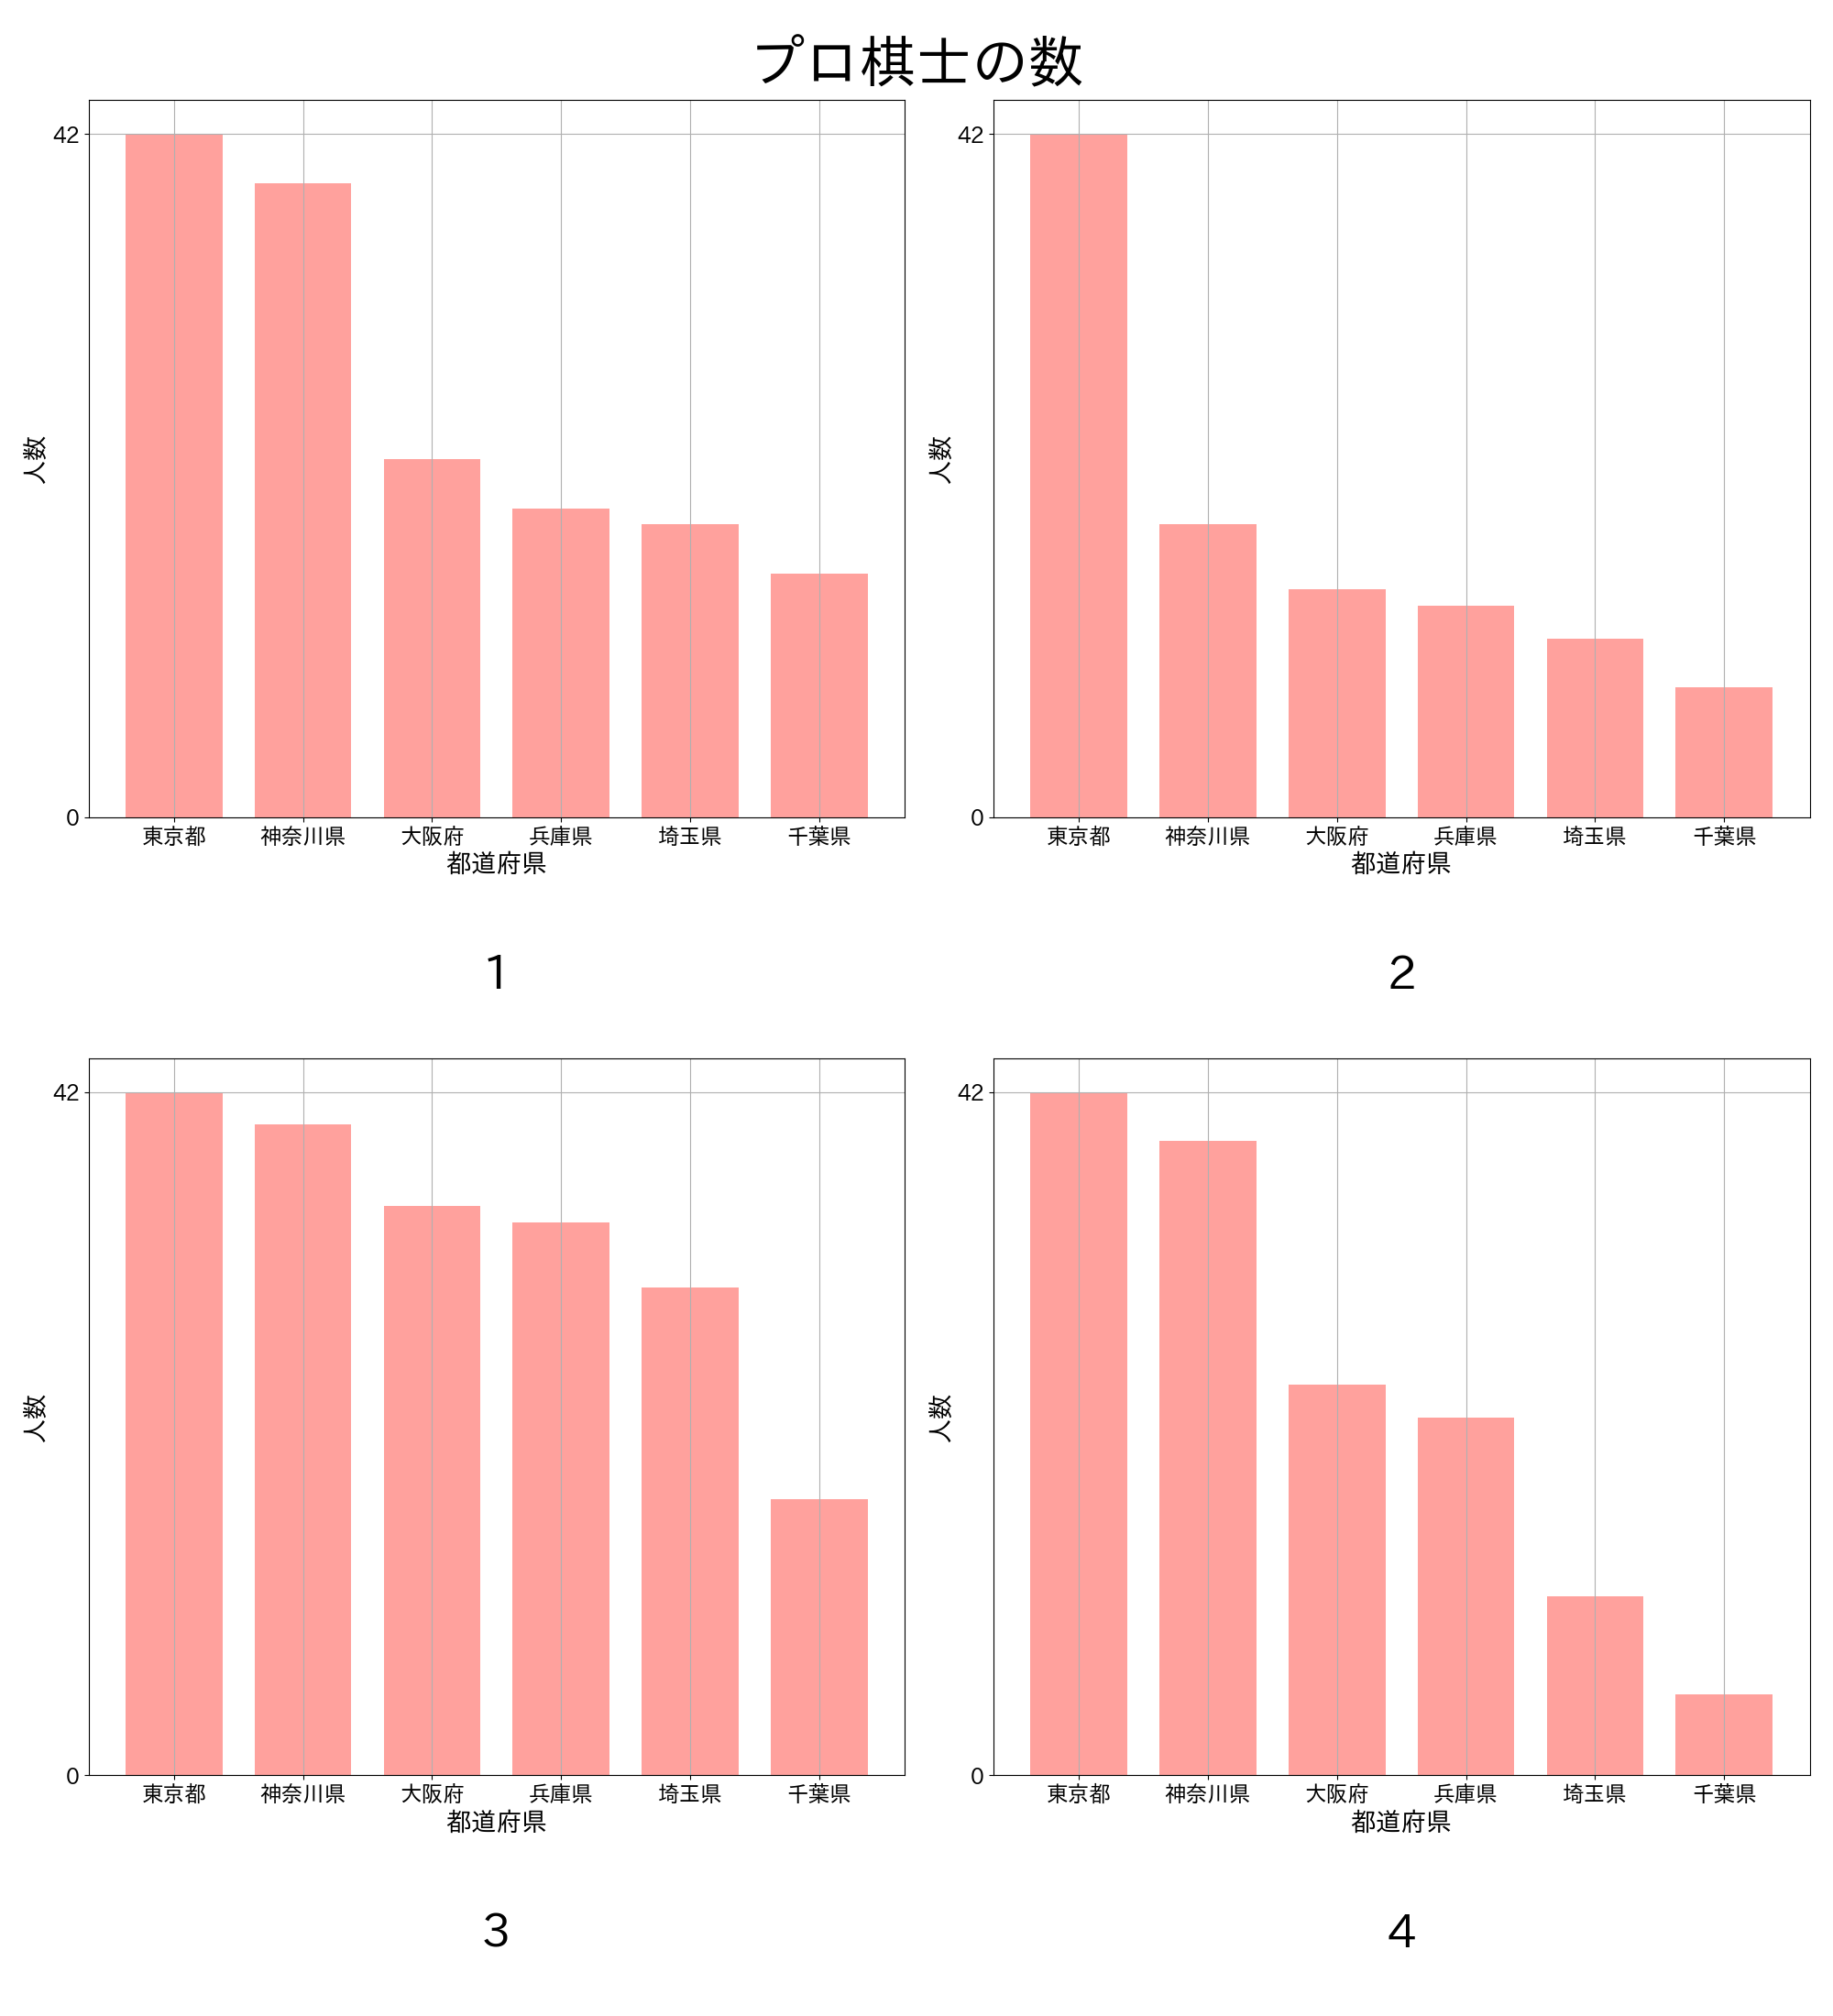 プロ棋士の数
42
0
人数
東京都 神奈川県 大阪府 兵庫県 埼玉県 千葉県
都道府県
1
42
0
人数
東京都 神奈川県 大阪府 兵庫県 埼玉県 千葉県
都道府県
2
42
0
人数
東京都 神奈川県 大阪府 兵庫県 埼玉県 千葉県
都道府県
3
42
0
人数
東京都 神奈川県 大阪府 兵庫県 埼玉県 千葉県
都道府県
4